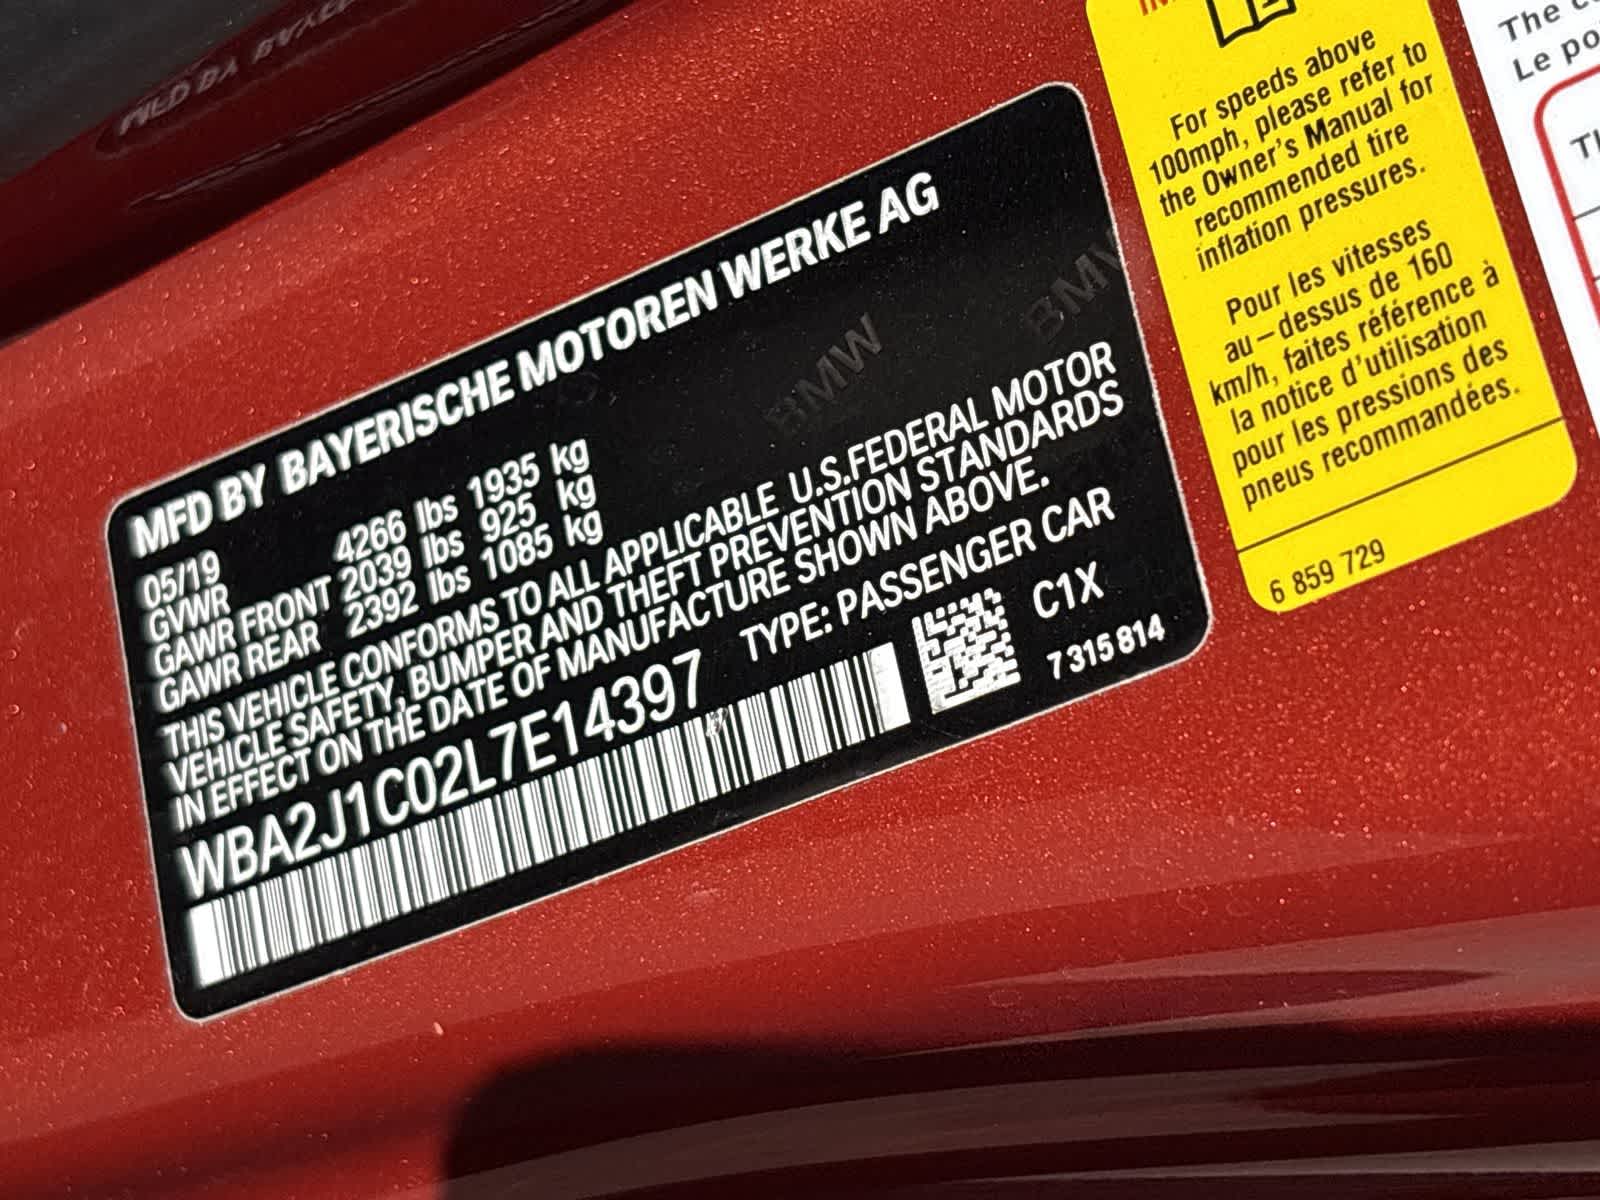 MFD BY BAYERISCHE MOTOREN WERKE AG
05/19
GVWR 4266 lbs 1935 kg
GAWR FRONT 2039 lbs 925 kg
GAWR REAR 2392 lbs 1085 kg
THIS VEHICLE CONFORMS TO ALL APPLICABLE U.S.FEDERAL MOTOR
VEHICLE SAFETY, BUMPER AND THEFT PREVENTION STANDARDS
IN EFFECT ON THE DATE OF MANUFACTURE SHOWN ABOVE.
WBA2J1C02L7E14397 TYPE: PASSENGER CAR
C1X
7 315 814
BMW
BMW
For speeds above
100mph, please refer to
the Owner's Manual for
recommended tire
inflation pressures.
Pour les vitesses
au–dessus de 160
km/h, faites référence à
la notice d'utilisation
pour les pressions des
pneus recommandées.
6 859 729
The
Le